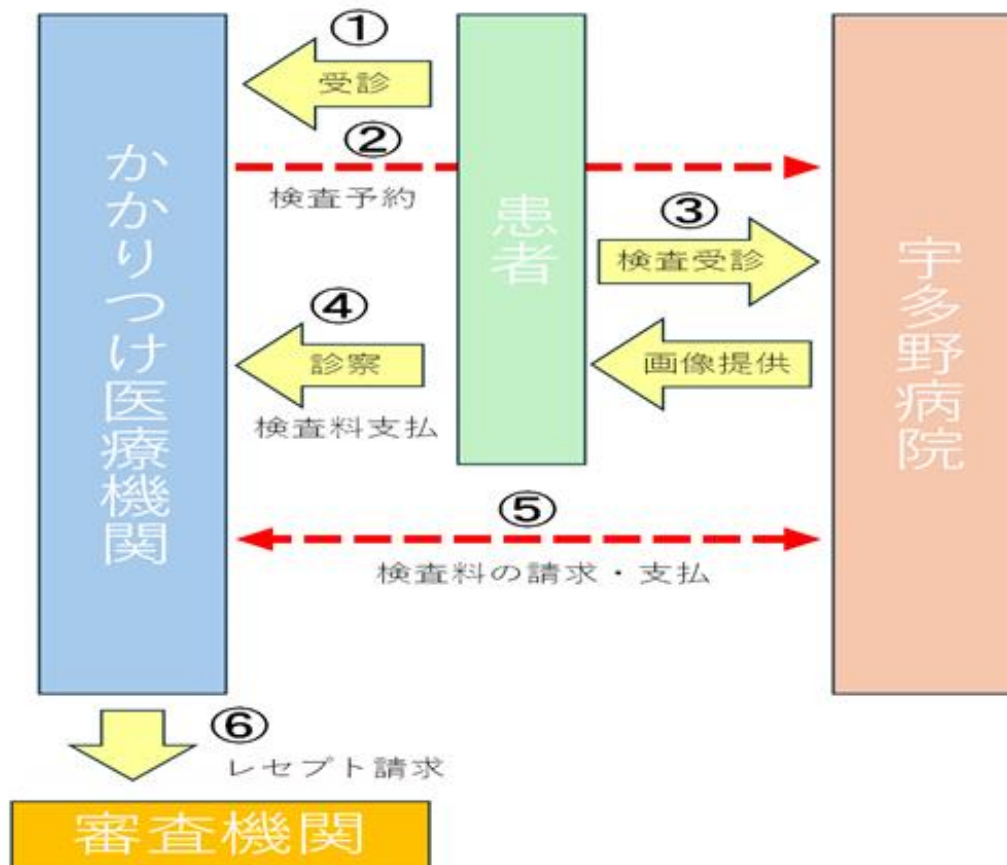 ①
受診
②
検査予約
③
検査受診
画像提供
④
診察
検査料支払
⑤
検査料の請求・支払
⑥
レセプト請求
かかりつけ医療機関
患者
宇多野病院
審査機関